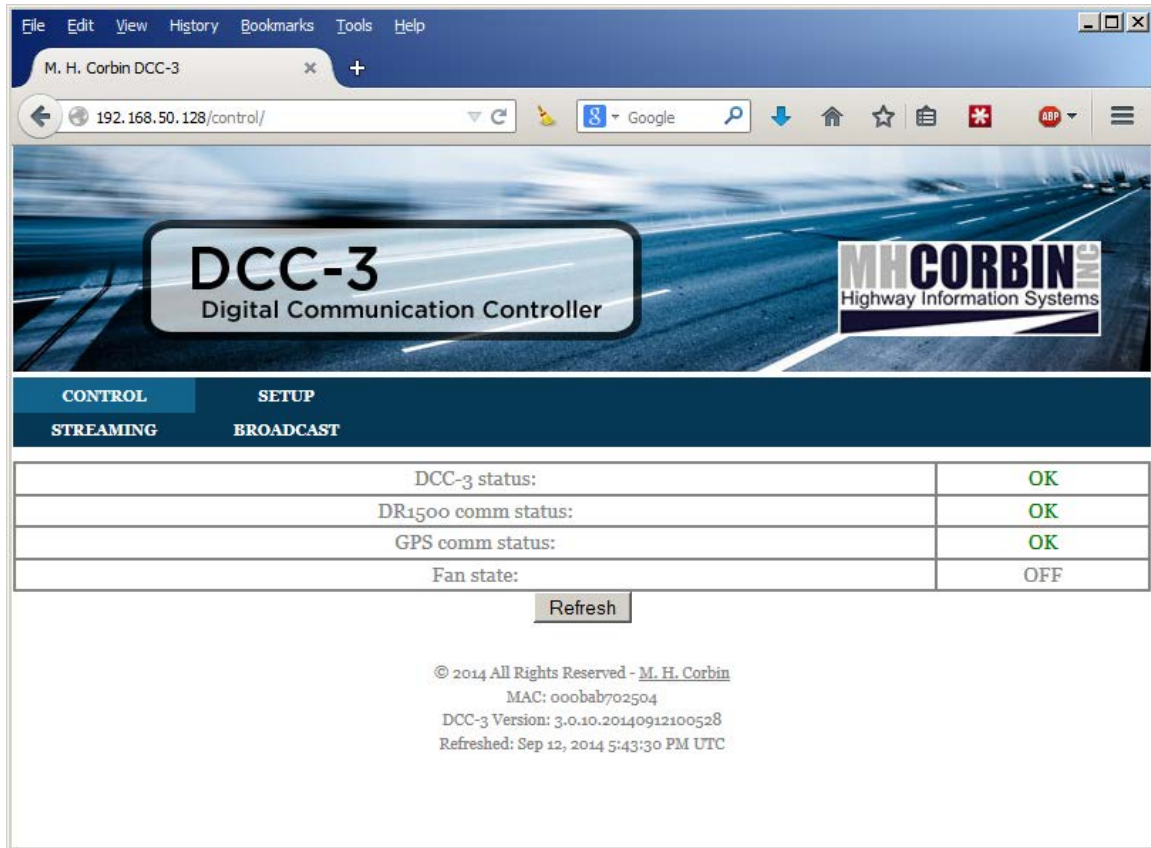 File Edit View History Bookmarks Tools Help
M. H. Corbin DCC-3
192.168.50.128/control/ Google ABP
DCC-3
Digital Communication Controller
MHCORBIN INC
Highway Information Systems
CONTROL SETUP
STREAMING BROADCAST
DCC-3 status: OK
DR1500 comm status: OK
GPS comm status: OK
Fan state: OFF
Refresh
© 2014 All Rights Reserved - M. H. Corbin
MAC: 000bab702504
DCC-3 Version: 3.0.10.20140912100528
Refreshed: Sep 12, 2014 5:43:30 PM UTC